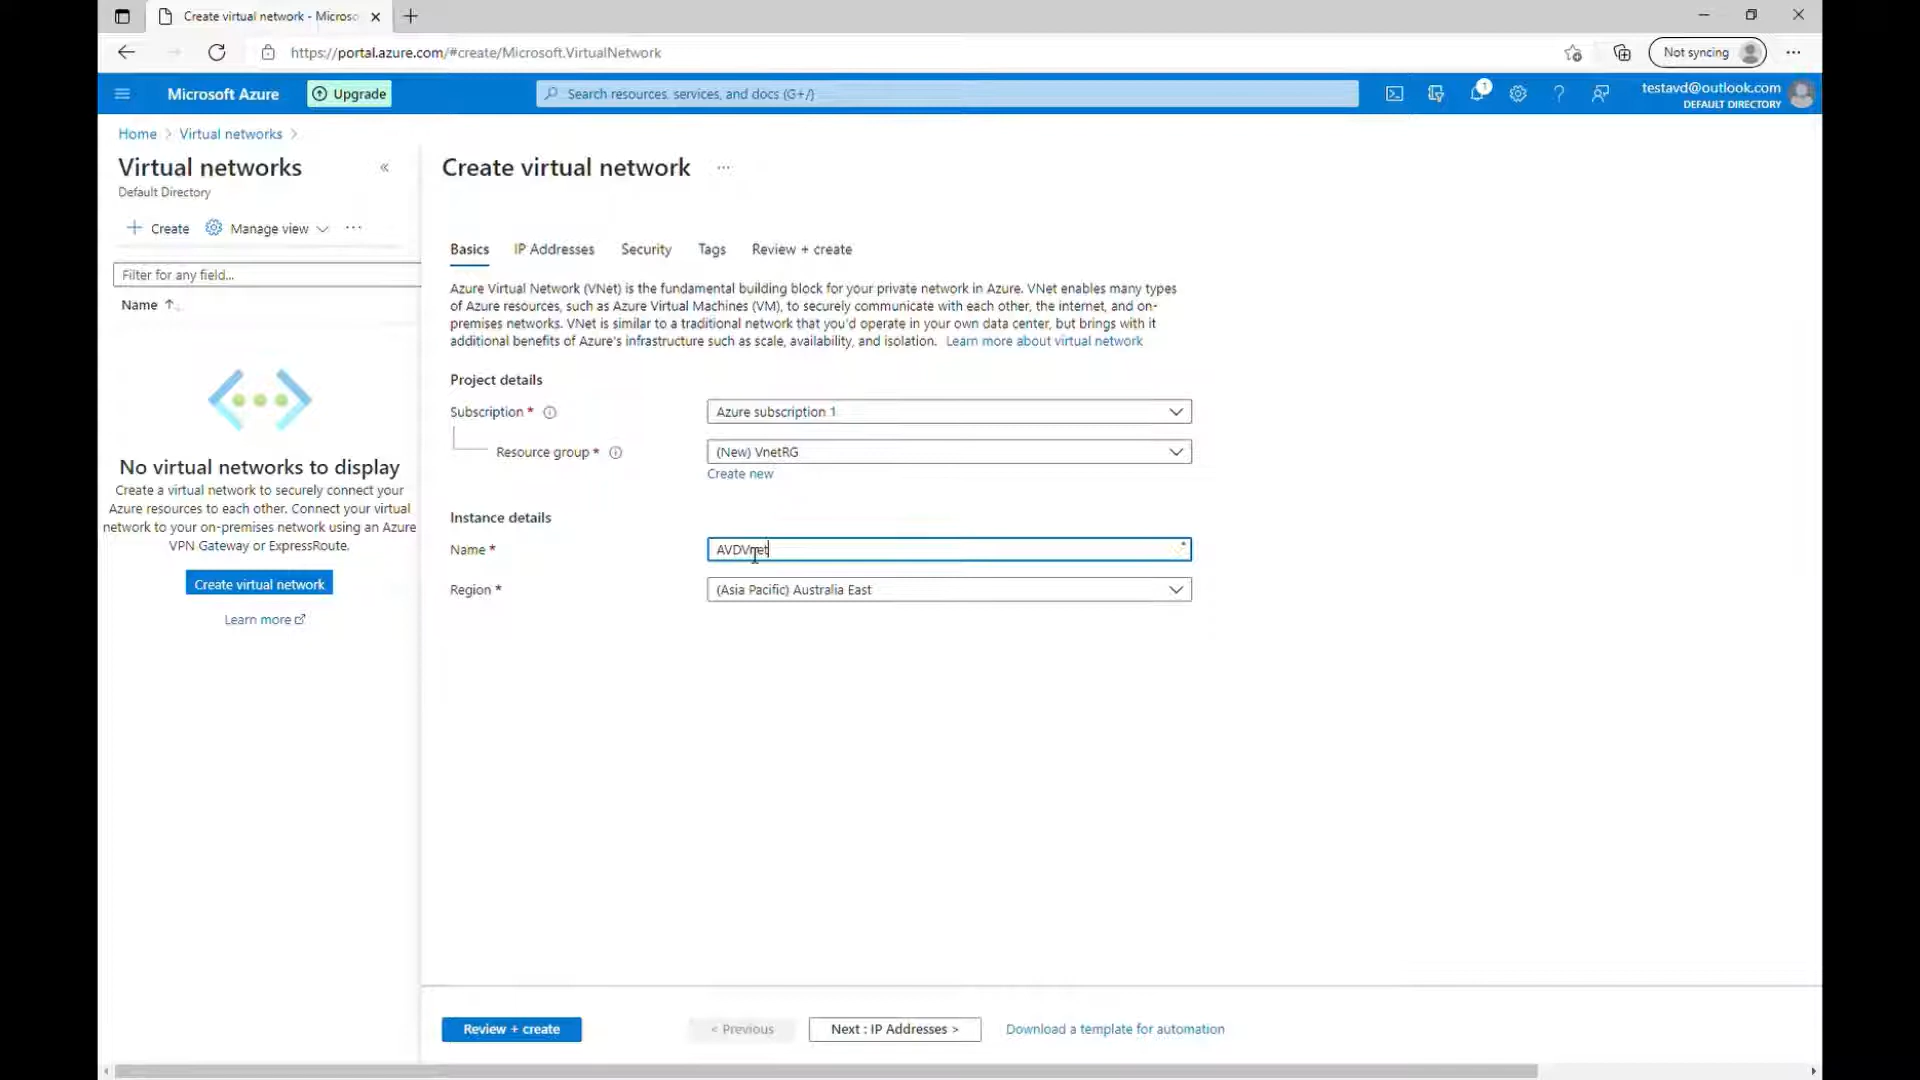 Create virtual network - Microso
https://portal.azure.com/#create/Microsoft.VirtualNetwork
Not syncing
Microsoft Azure
Upgrade
Search resources, services, and docs (G+/)
1
testavd@outlook.com
DEFAULT DIRECTORY
Home > Virtual networks >
Virtual networks
Default Directory
+ Create
Manage view
Filter for any field...
Name ↑
No virtual networks to display
Create a virtual network to securely connect your
Azure resources to each other. Connect your virtual
network to your on-premises network using an Azure
VPN Gateway or ExpressRoute.
Create virtual network
Learn more
Create virtual network
Basics
IP Addresses
Security
Tags
Review + create
Azure Virtual Network (VNet) is the fundamental building block for your private network in Azure. VNet enables many types
of Azure resources, such as Azure Virtual Machines (VM), to securely communicate with each other, the internet, and on-
premises networks. VNet is similar to a traditional network that you'd operate in your own data center, but brings with it
additional benefits of Azure's infrastructure such as scale, availability, and isolation. Learn more about virtual network
Project details
Subscription *
Azure subscription 1
Resource group *
(New) VnetRG
Create new
Instance details
Name *
AVDVnet
Region *
(Asia Pacific) Australia East
Review + create
< Previous
Next : IP Addresses >
Download a template for automation